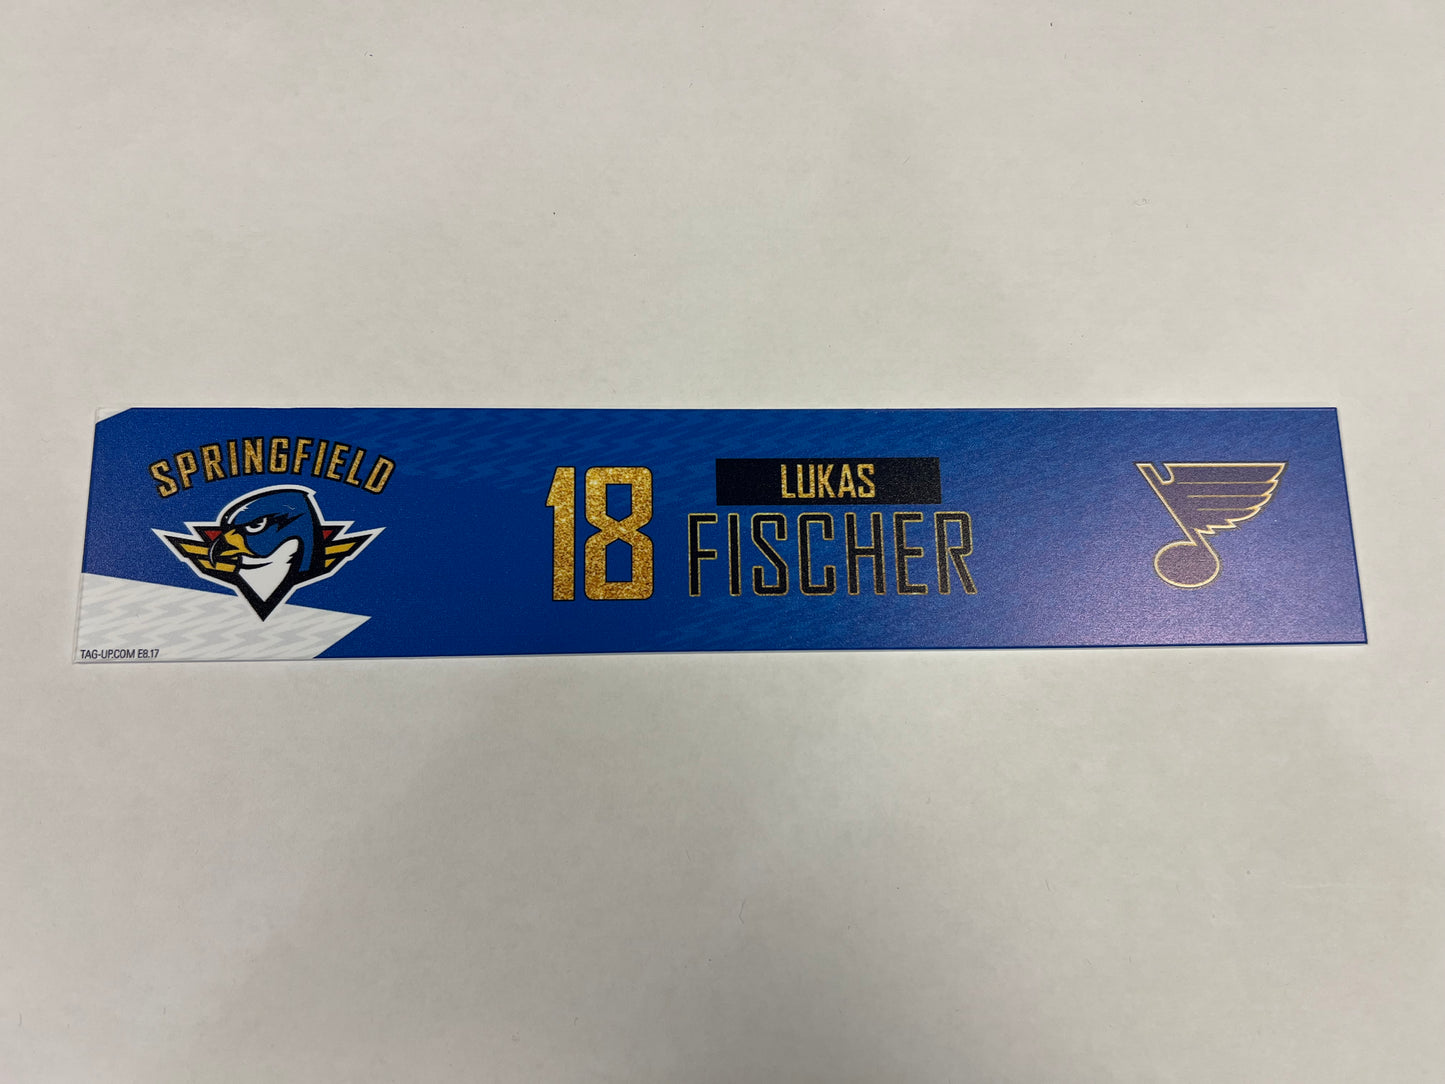 SPRINGFIELD
18
LUKAS
FISCHER
TAG-UP.COM E8.17